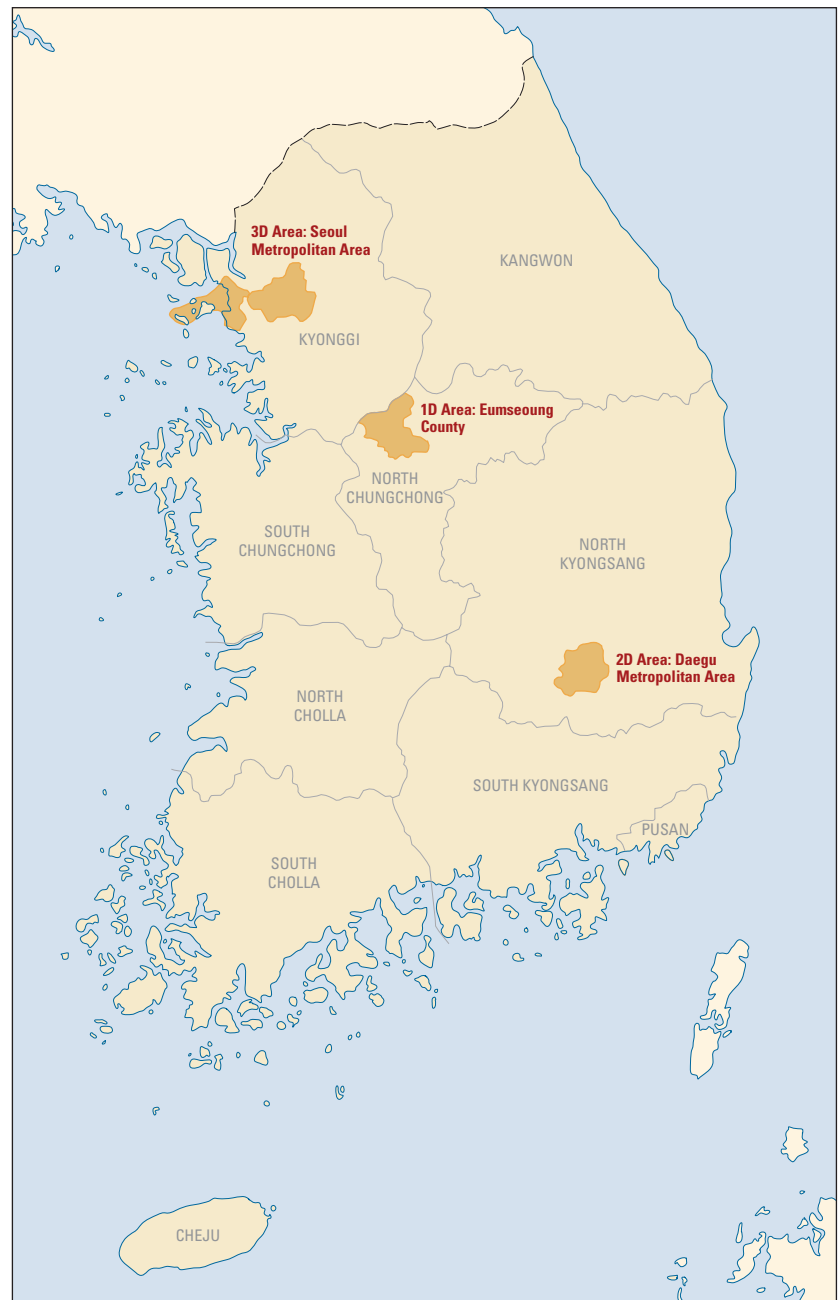 3D Area: Seoul
Metropolitan Area
KANGWON
KYONGGI
1D Area: Eumseoung
County
NORTH
CHUNGCHONG
SOUTH
CHUNGCHONG
NORTH
KYONGSANG
2D Area: Daegu
Metropolitan Area
NORTH
CHOLLA
SOUTH KYONGSANG
PUSAN
SOUTH
CHOLLA
CHEJU